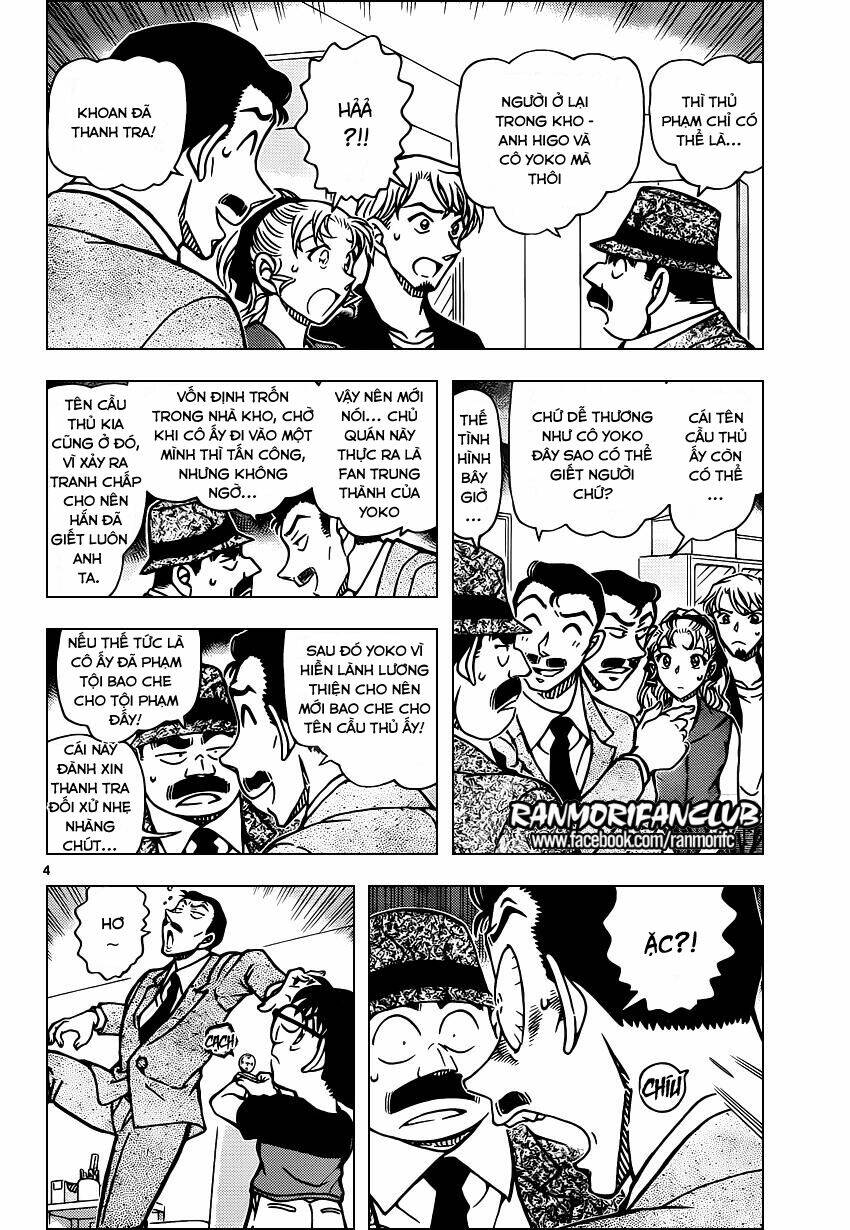 THÌ THỦ
PHẠM CHỈ CÓ
THỂ LÀ...
NGƯỜI Ở LẠI
TRONG KHO -
ANH HIGO VÀ
CÔ YOKO MÀ
THÔI
HẢẢ
?!!
KHOAN ĐÃ
THANH TRA!
CÁI TÊN
CẦU THỦ
ẤY CÒN
CÓ THỂ
...
CHỨ DỄ THƯƠNG
NHƯ CÔ YOKO
ĐÂY SAO CÓ THỂ
GIẾT NGƯỜI
CHỨ?
THẾ
TÌNH
HÌNH
BÂY
GIỜ
...
VẬY NÊN MỚI
NÓI... CHỦ
QUÁN NÀY
THỰC RA LÀ
FAN TRUNG
THÀNH CỦA
YOKO
VỐN ĐỊNH TRỐN
TRONG NHÀ KHO, CHỜ
KHI CÔ ẤY ĐI VÀO MỘT
MÌNH THÌ TẤN CÔNG,
NHƯNG KHÔNG
NGỜ...
TÊN CẦU
THỦ KIA
CŨNG Ở ĐÓ,
VÌ XẢY RA
TRANH CHẤP
CHO NÊN
HẮN ĐÃ
GIẾT LUÔN
ANH
TA.
SAU ĐÓ YOKO VÌ
HIỀN LÀNH LƯƠNG
THIỆN CHO NÊN
MỚI BAO CHE CHO
TÊN CẦU THỦ ẤY!
NẾU THẾ TỨC LÀ
CÔ ẤY ĐÃ PHẠM
TỘI BAO CHE
CHO TỘI PHẠM
ĐẤY!
CÁI NÀY
ĐÀNH XIN
THANH TRA
ĐỐI XỬ NHẸ
NHÀNG
CHÚT...
RANMORIFANCLUB
www.facebook.com/ranmorifc
4
ẶC?!
CHÍU
HƠ
~
CẠCH